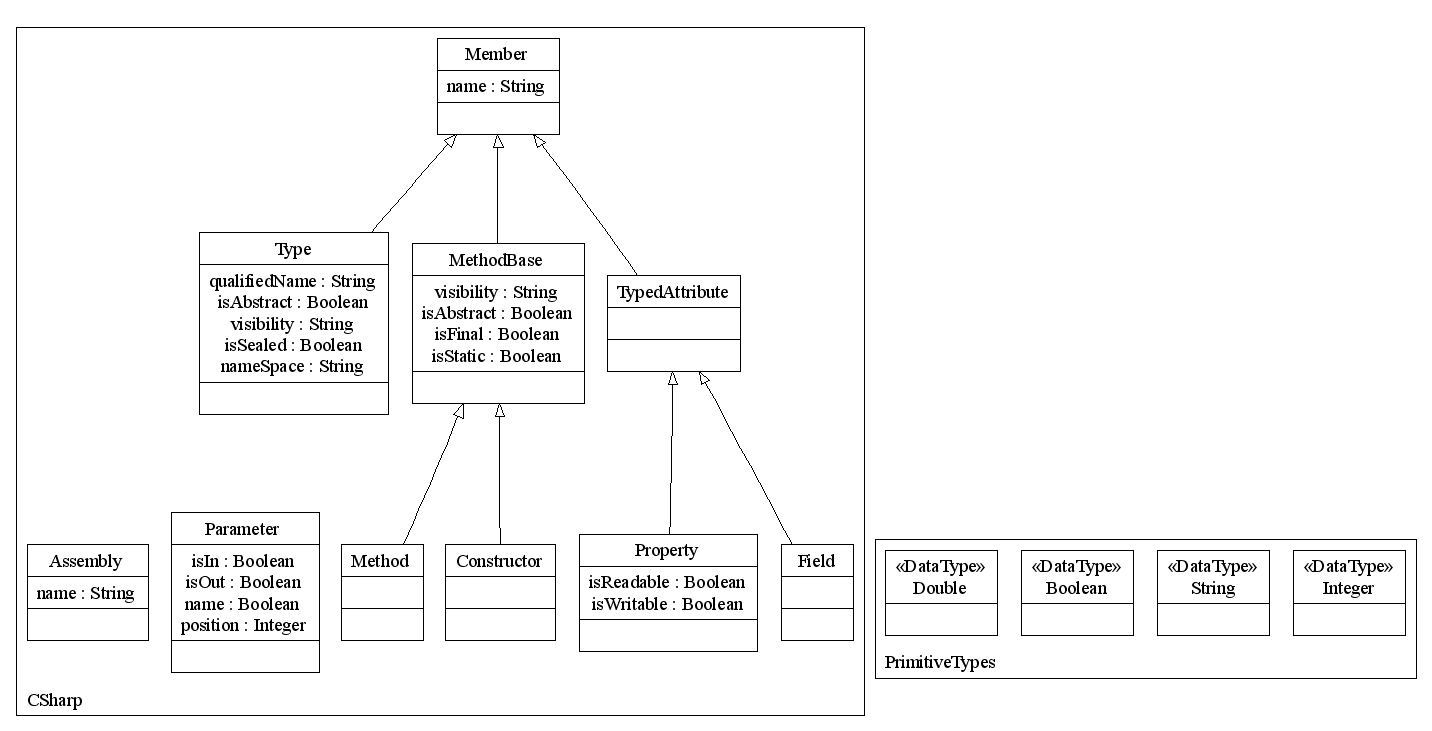 Member
name : String
Type
qualifiedName : String
isAbstract : Boolean
visibility : String
isSealed : Boolean
nameSpace : String
MethodBase
visibility : String
isAbstract : Boolean
isFinal : Boolean
isStatic : Boolean
TypedAttribute
Assembly
name : String
Parameter
isIn : Boolean
isOut : Boolean
name : Boolean
position : Integer
Method
Constructor
Property
isReadable : Boolean
isWritable : Boolean
Field
CSharp
«DataType»
Double
«DataType»
Boolean
«DataType»
String
«DataType»
Integer
PrimitiveTypes